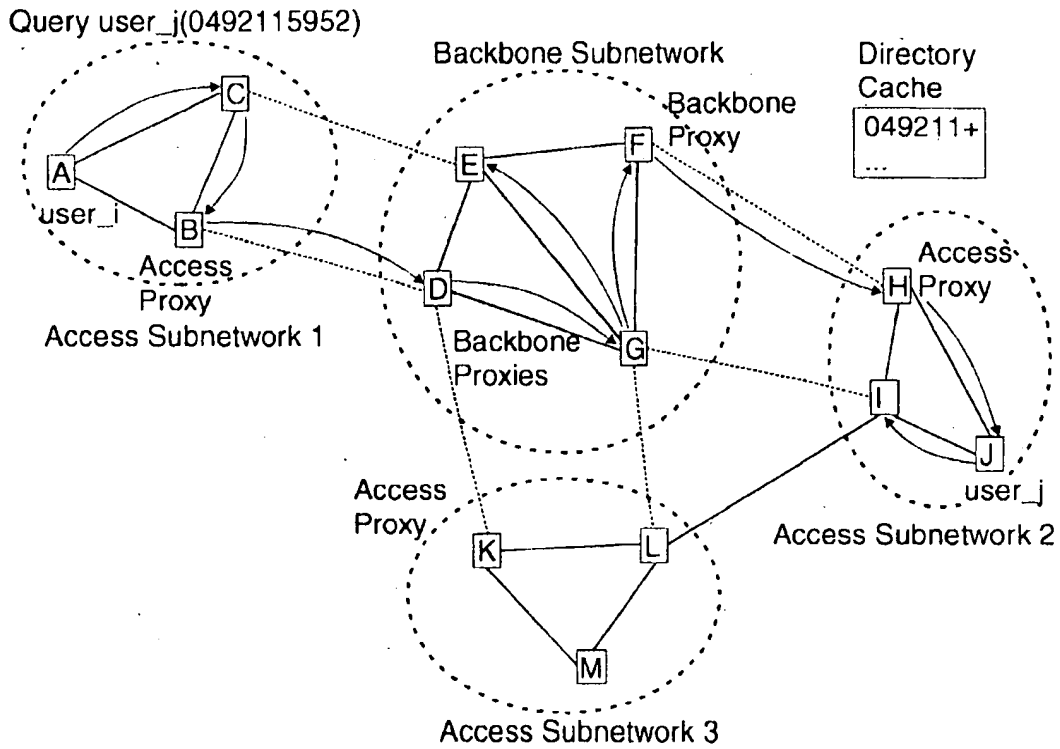 Query user_j(0492115952)
Backbone Subnetwork
Directory
Cache
049211+
...
Backbone
Proxy
C
F
E
A
user_i
B
Access
Proxy
Access Subnetwork 1
D
Backbone
Proxies
G
H
Access
Proxy
I
J
user_j
Access Subnetwork 2
Access
Proxy
K
L
M
Access Subnetwork 3